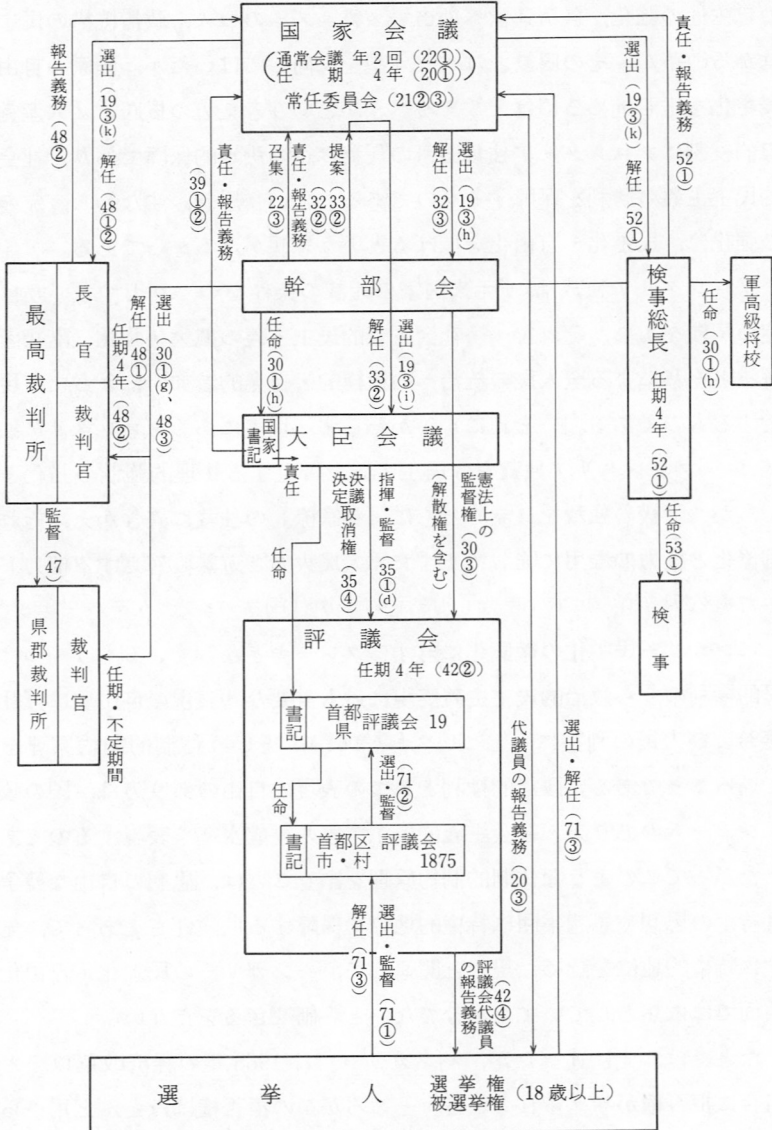 国家会議
(通常会議 年2回 (22①)
任期 4年 (20①))
常任委員会 (21②③)
報告義務 (48②)
選出 (19③(k)) 解任 (48①②)
責任・報告義務 (39①②)
召集 (22③)
責任・報告義務 (32②)
提案 (33②)
解任 (32③)
選出 (19③(h))
選出 (19③(k)) 解任 (52①)
責任・報告義務 (52①)
幹部会
最高裁判所
長官
裁判官
解任 (48①)
選出 (30①(g)、48③)
任期4年 (48②)
任命 (30①(h))
解任 (33②)
選出 (19③(i))
検事総長 任期4年 (52①)
任命 (30①(h))
軍高級将校
国家書記
大臣会議
責任
監督 (47)
任命
決議決定取消権 35④
指揮・監督 35①(d)
憲法上の監督権 (30③)
(解散権を含む)
任命 (53①)
検事
県郡裁判所
裁判官
任期・不定期間
評議会
任期4年 (42②)
書記
首都県 評議会 19
任命
選出・監督 (71②)
書記
首都区市・村 評議会 1875
代議員の報告義務 (20③)
選出・解任 (71③)
解任 (71③)
選出・監督 (71①)
評議会代議員の報告義務 (42④)
選挙人
選挙権
被選挙権
(18歳以上)